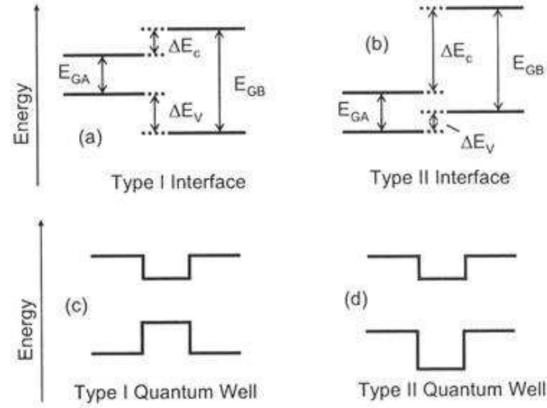 Energy
E_GA
ΔE_c
ΔE_V
E_GB
(a)
Type I Interface
(b)
E_GA
ΔE_c
E_GB
ΔE_V
Type II Interface
Energy
(c)
Type I Quantum Well
(d)
Type II Quantum Well